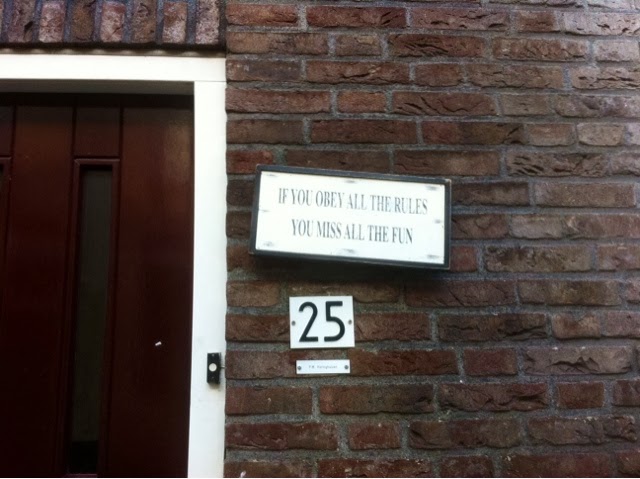 IF YOU OBEY ALL THE RULES
YOU MISS ALL THE FUN
25